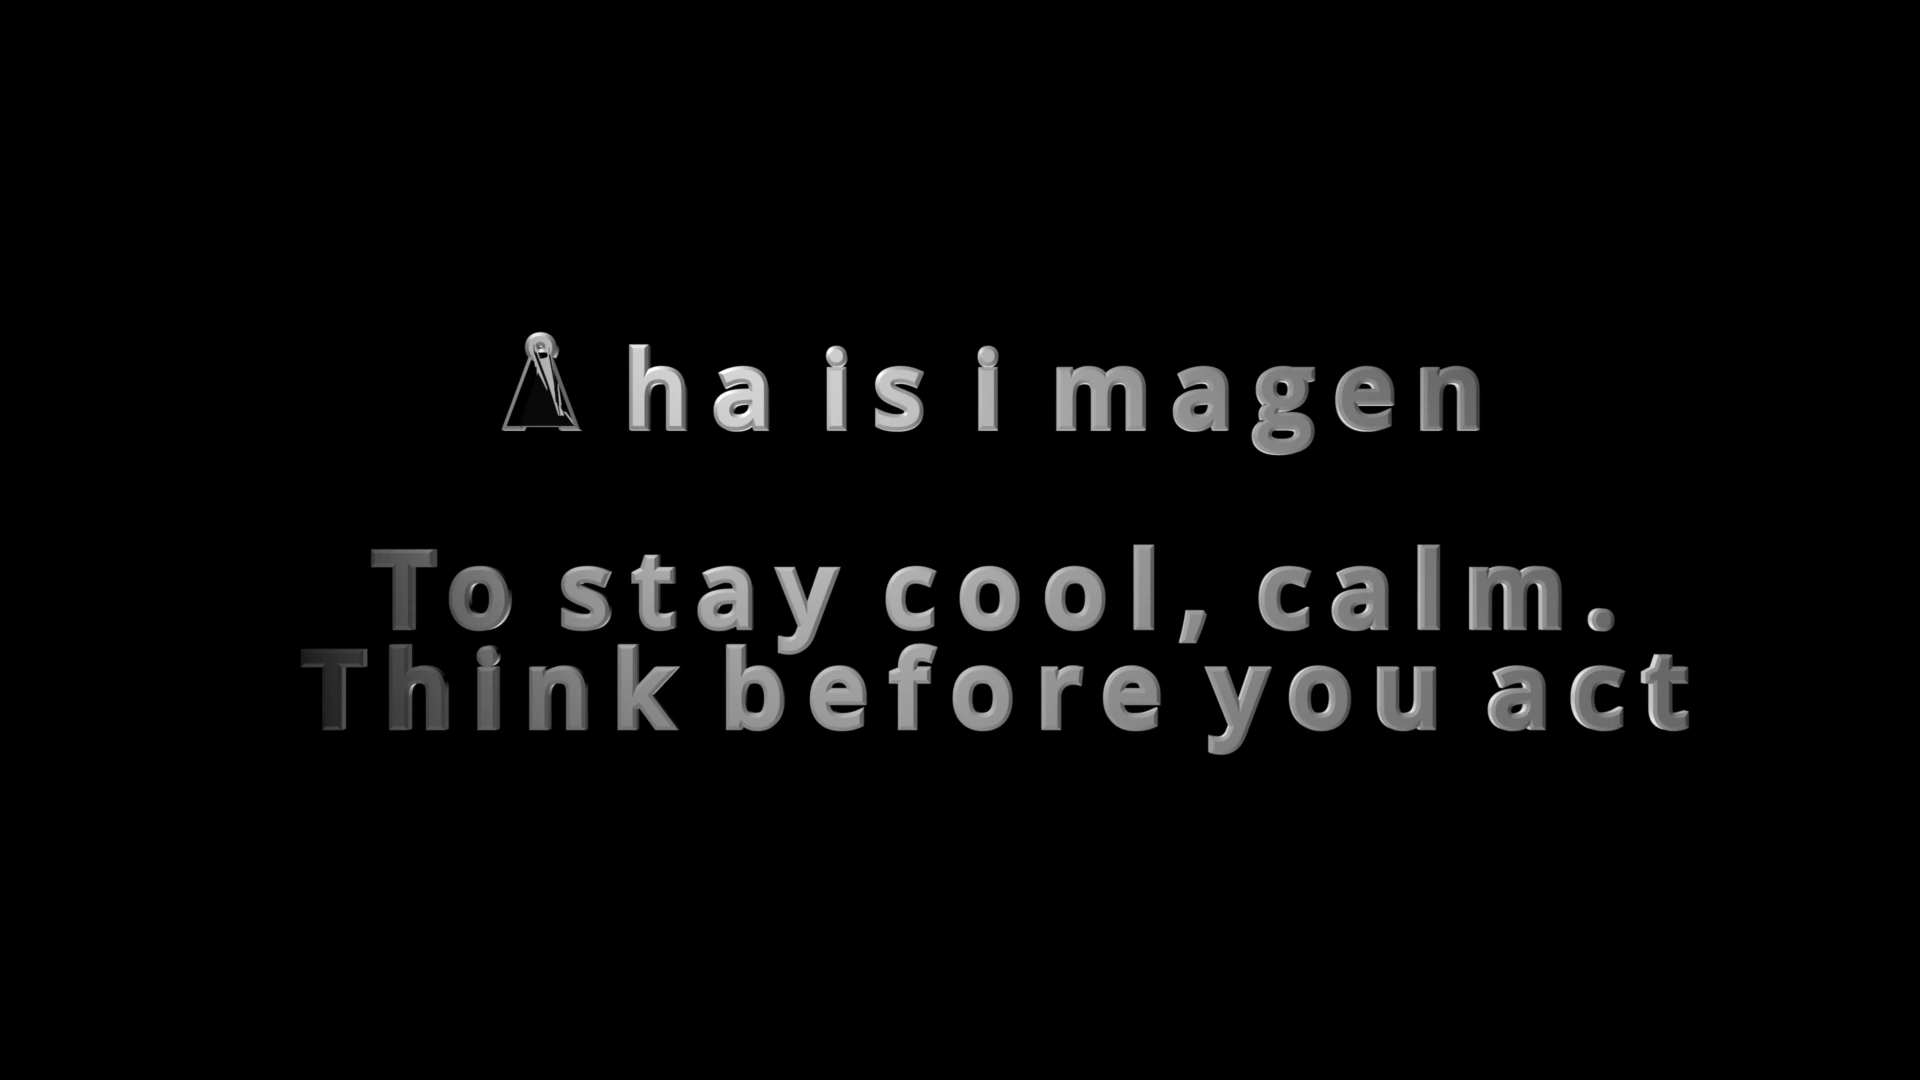 Å ha is i magen
To stay cool, calm.
Think before you act